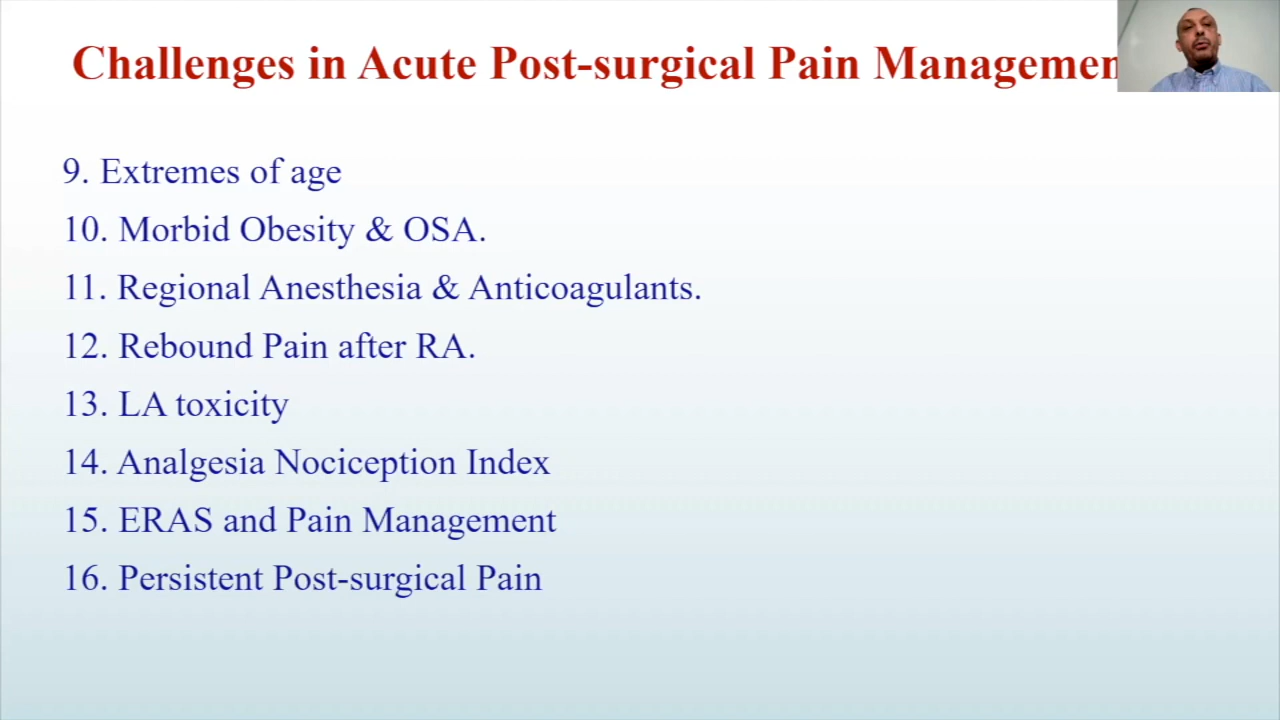 Challenges in Acute Post-surgical Pain Managemen
9. Extremes of age
10. Morbid Obesity & OSA.
11. Regional Anesthesia & Anticoagulants.
12. Rebound Pain after RA.
13. LA toxicity
14. Analgesia Nociception Index
15. ERAS and Pain Management
16. Persistent Post-surgical Pain